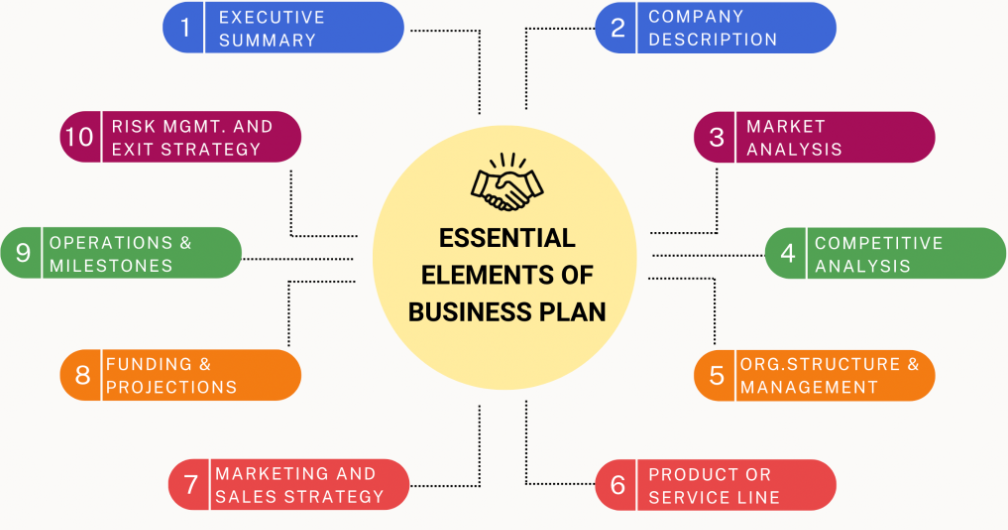 1
EXECUTIVE
SUMMARY
2
COMPANY
DESCRIPTION
3
MARKET
ANALYSIS
4
COMPETITIVE
ANALYSIS
5
ORG.STRUCTURE &
MANAGEMENT
6
PRODUCT OR
SERVICE LINE
7
MARKETING AND
SALES STRATEGY
8
FUNDING &
PROJECTIONS
9
OPERATIONS &
MILESTONES
10
RISK MGMT. AND
EXIT STRATEGY
ESSENTIAL
ELEMENTS OF
BUSINESS PLAN